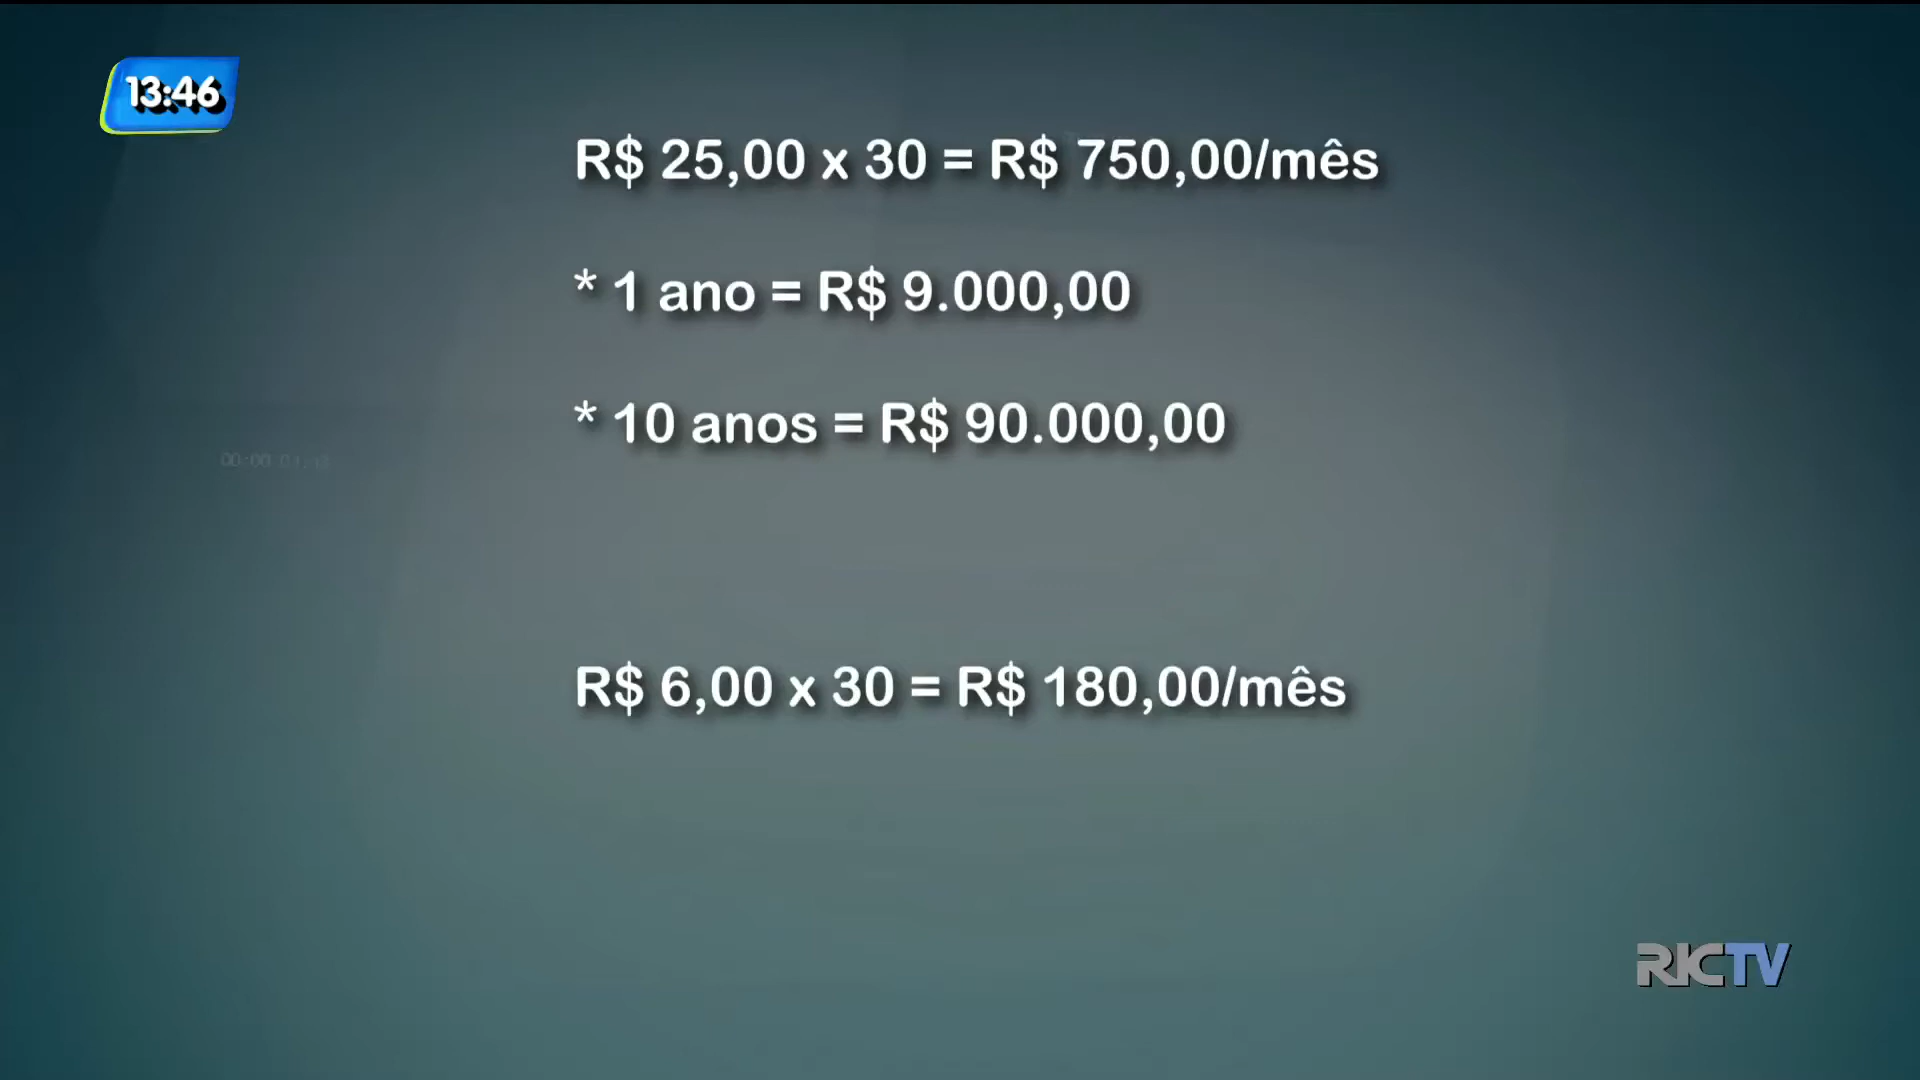 13:46
R$ 25,00 x 30 = R$ 750,00/mês
* 1 ano = R$ 9.000,00
* 10 anos = R$ 90.000,00
R$ 6,00 x 30 = R$ 180,00/mês
RICTV